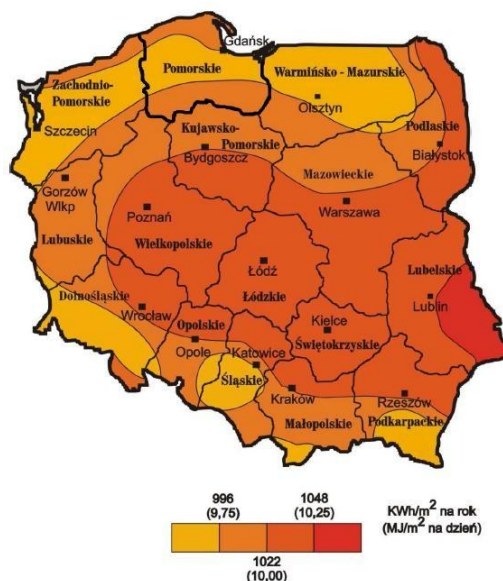 Gdańsk
Zachodnio-
Pomorskie
Pomorskie
Warmińsko - Mazurskie
Olsztyn
Szczecin
Kujawsko-
Pomorskie
Bydgoszcz
Podlaskie
Białystok
Gorzów
Wlkp
Mazowieckie
Poznań
Warszawa
Lubuskie
Wielkopolskie
Łódź
Łódzkie
Lubelskie
Lublin
Dolnośląskie
Wrocław
Opolskie
Opole
Kielce
Świętokrzyskie
Katowice
Śląskie
Kraków
Małopolskie
Rzeszów
Podkarpackie
996
(9,75)
1048
(10,25)
KWh/m² na rok
(MJ/m² na dzień)
1022
(10,00)